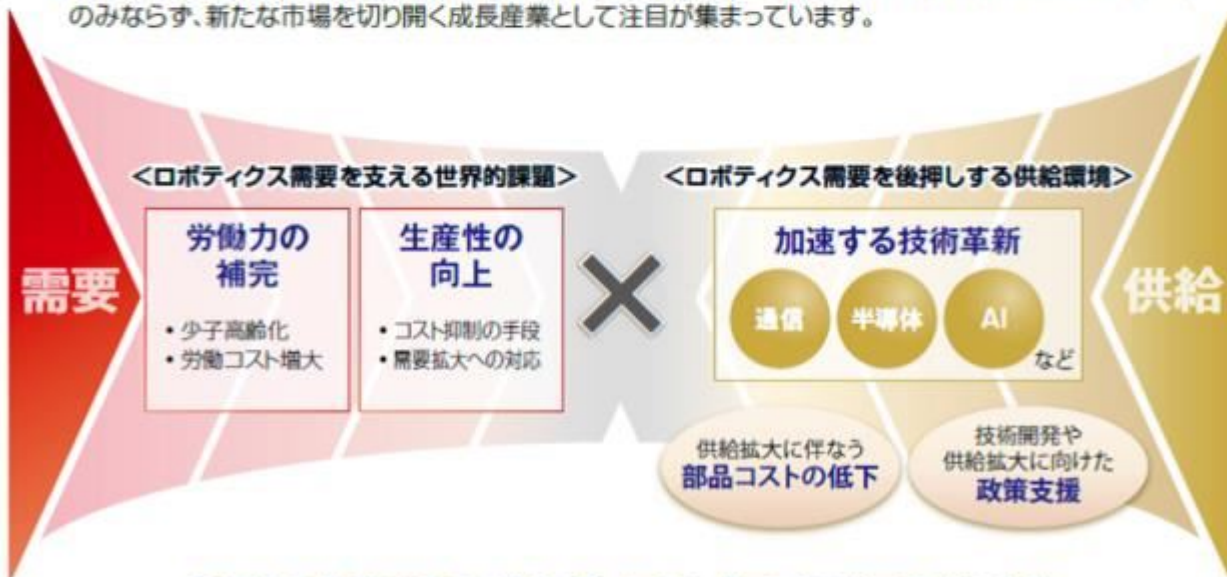 のみならず、新たな市場を切り開く成長産業として注目が集まっています。
<ロボティクス需要を支える世界的課題>
<ロボティクス需要を後押しする供給環境>
需要
労働力の
補完
• 少子高齢化
• 労働コスト増大
生産性の
向上
• コスト抑制の手段
• 需要拡大への対応
×
加速する技術革新
通信
半導体
AI
など
供給
供給拡大に伴なう
部品コストの低下
技術開発や
供給拡大に向けた
政策支援